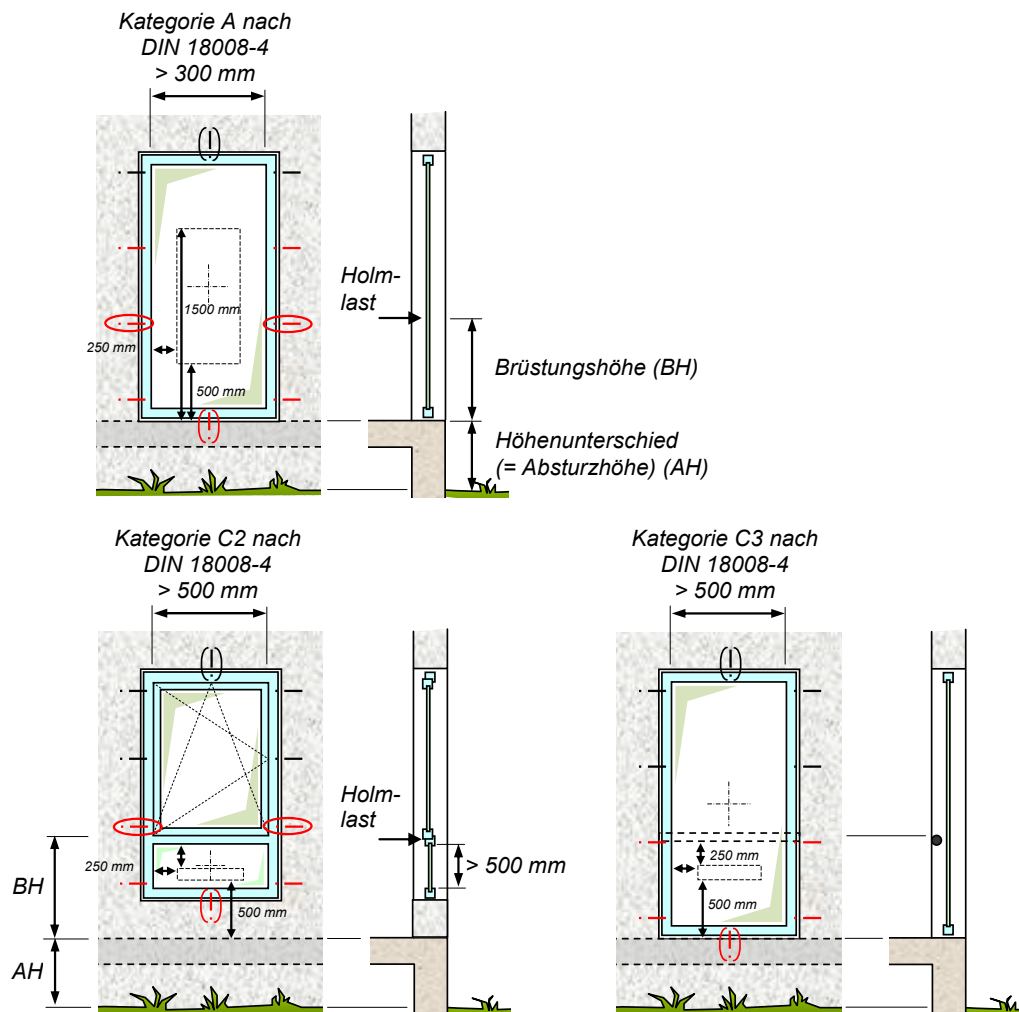 Kategorie A nach
DIN 18008-4
> 300 mm
Holm-
last
1500 mm
250 mm
500 mm
Brüstungshöhe (BH)
Höhenunterschied
(= Absturzhöhe) (AH)
Kategorie C2 nach
DIN 18008-4
> 500 mm
Holm-
last
> 500 mm
250 mm
500 mm
BH
AH
Kategorie C3 nach
DIN 18008-4
> 500 mm
250 mm
500 mm